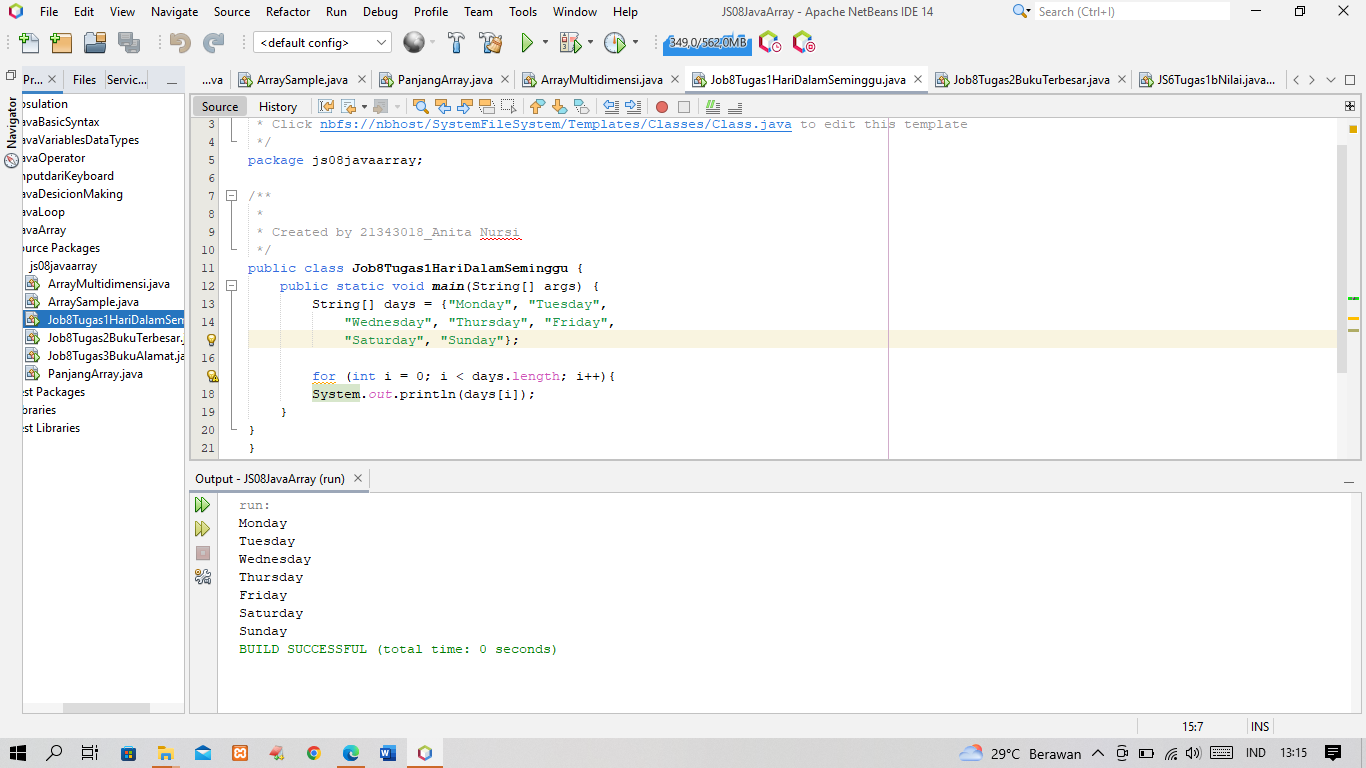 File Edit View Navigate Source Refactor Run Debug Profile Team Tools Window Help JS08JavaArray - Apache NetBeans IDE 14 Search (Ctrl+I)
<default config> 349,0/562,0MB
Pr... Files Servic... ...va ArraySample.java PanjangArray.java ArrayMultidimensi.java Job8Tugas1HariDalamSeminggu.java Job8Tugas2BukuTerbesar.java JS6Tugas1bNilai.java...
Navigator
psulation
avaBasicSyntax
avaVariablesDataTypes
avaOperator
nputdariKeyboard
avaDesicionMaking
avaLoop
avaArray
ource Packages
js08javaarray
ArrayMultidimensi.java
ArraySample.java
Job8Tugas1HariDalamSem
Job8Tugas2BukuTerbesar.
Job8Tugas3BukuAlamat.ja
PanjangArray.java
est Packages
braries
est Libraries
Source History
3 * Click nbfs://nbhost/SystemFileSystem/Templates/Classes/Class.java to edit this template
4 */
5 package js08javaarray;
6
7 /**
8 *
9 * Created by 21343018_Anita Nursi
10 */
11 public class Job8Tugas1HariDalamSeminggu {
12 public static void main(String[] args) {
13 String[] days = {"Monday", "Tuesday",
14 "Wednesday", "Thursday", "Friday",
"Saturday", "Sunday"};
16
for (int i = 0; i < days.length; i++){
18 System.out.println(days[i]);
19 }
20 }
21 }
Output - JS08JavaArray (run)
run:
Monday
Tuesday
Wednesday
Thursday
Friday
Saturday
Sunday
BUILD SUCCESSFUL (total time: 0 seconds)
15:7 INS
29°C Berawan IND 13:15